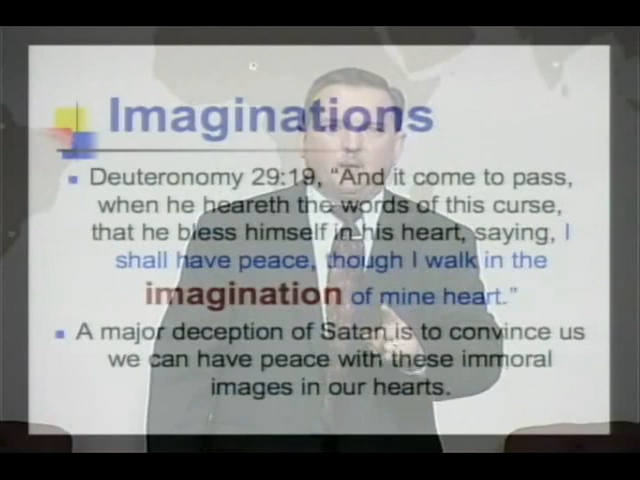 Imaginations
Deuteronomy 29:19, “And it come to pass,
when he heareth the words of this curse,
that he bless himself in his heart, saying, I
shall have peace, though I walk in the
imagination of mine heart.”
A major deception of Satan is to convince us
we can have peace with these immoral
images in our hearts.